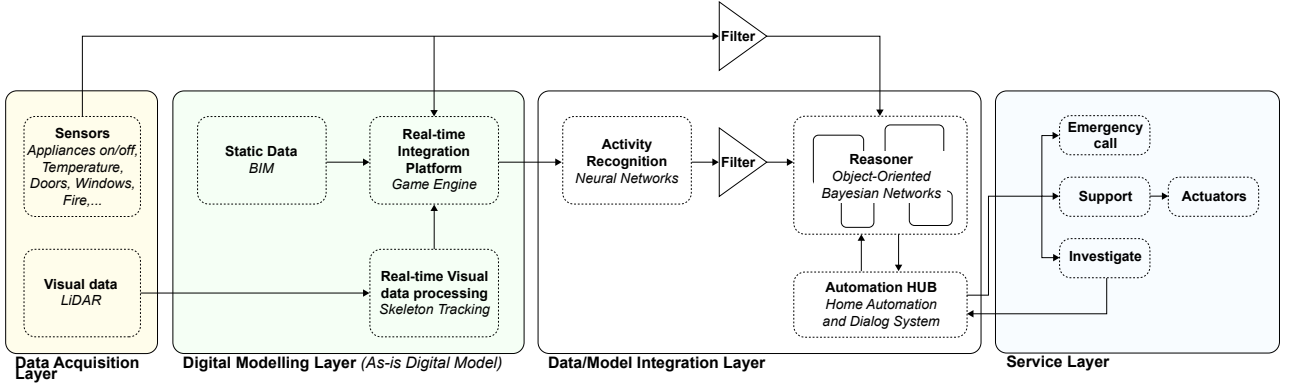 Filter
Sensors
Appliances on/off,
Temperature,
Doors, Windows,
Fire,...
Visual data
LiDAR
Data Acquisition
Layer
Static Data
BIM
Real-time
Integration
Platform
Game Engine
Real-time Visual
data processing
Skeleton Tracking
Digital Modelling Layer (As-is Digital Model)
Activity
Recognition
Neural Networks
Filter
Reasoner
Object-Oriented
Bayesian Networks
Automation HUB
Home Automation
and Dialog System
Data/Model Integration Layer
Emergency
call
Support
Actuators
Investigate
Service Layer